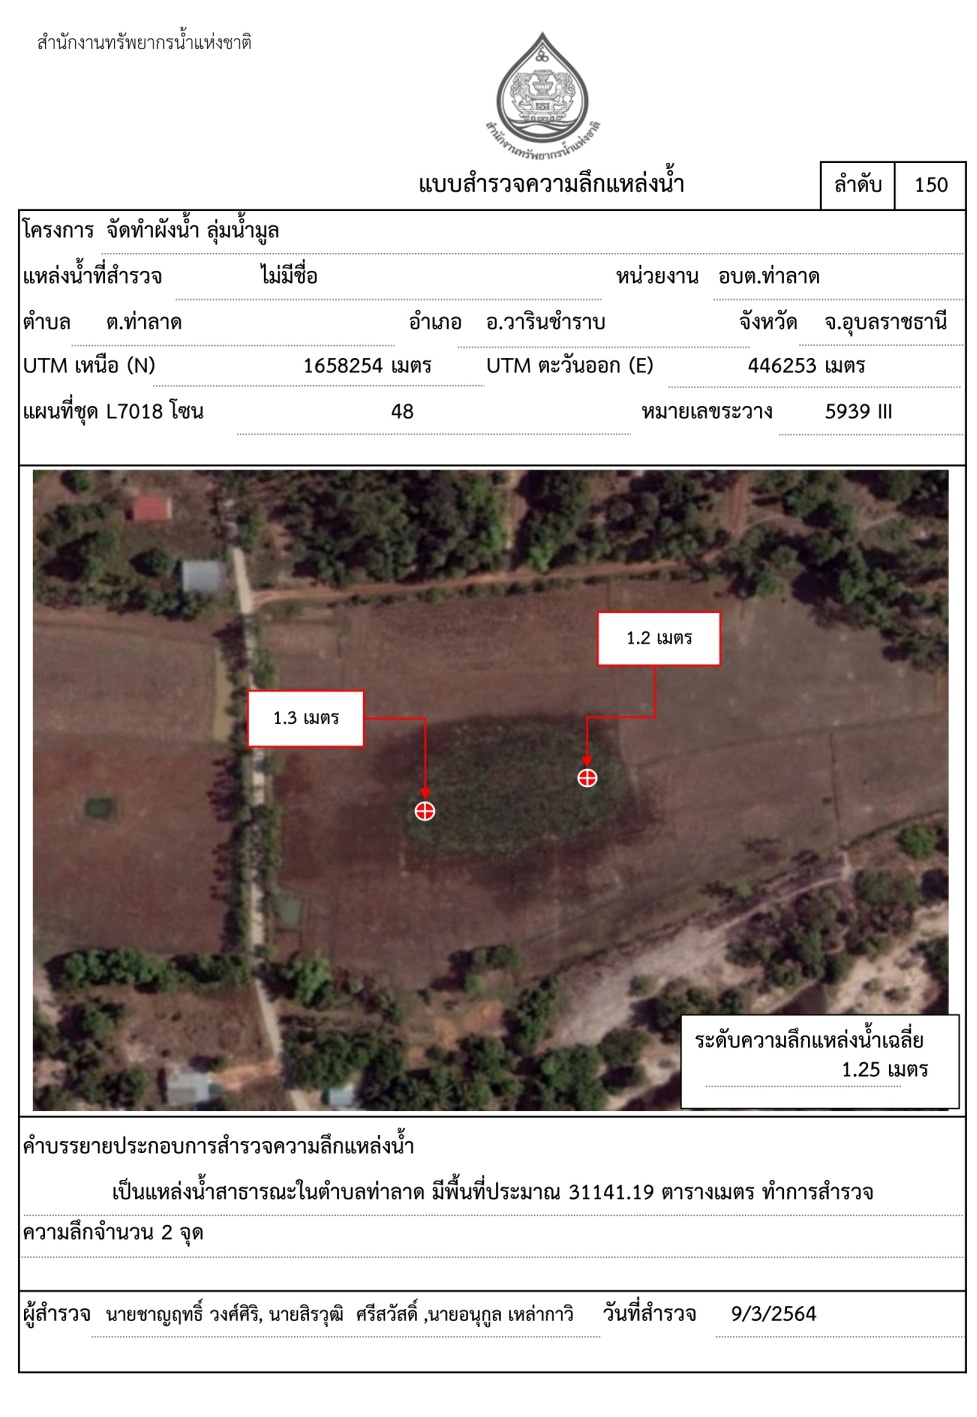 สำนักงานทรัพยากรน้ำแห่งชาติ
สำนักงานทรัพยากรน้ำแห่งชาติ
แบบสำรวจความลึกแหล่งน้ำ ลำดับ 150
โครงการ จัดทำผังน้ำ ลุ่มน้ำมูล
แหล่งน้ำที่สำรวจ ไม่มีชื่อ หน่วยงาน อบต.ท่าลาด
ตำบล ต.ท่าลาด อำเภอ อ.วารินชำราบ จังหวัด จ.อุบลราชธานี
UTM เหนือ (N) 1658254 เมตร UTM ตะวันออก (E) 446253 เมตร
แผนที่ชุด L7018 โซน 48 หมายเลขระวาง 5939 III
1.2 เมตร
1.3 เมตร
ระดับความลึกแหล่งน้ำเฉลี่ย
1.25 เมตร
คำบรรยายประกอบการสำรวจความลึกแหล่งน้ำ
เป็นแหล่งน้ำสาธารณะในตำบลท่าลาด มีพื้นที่ประมาณ 31141.19 ตารางเมตร ทำการสำรวจ
ความลึกจำนวน 2 จุด
ผู้สำรวจ นายชาญฤทธิ์ วงศ์ศิริ, นายสิรวุฒิ ศรีสวัสดิ์ ,นายอนุกูล เหล่ากาวิ วันที่สำรวจ 9/3/2564